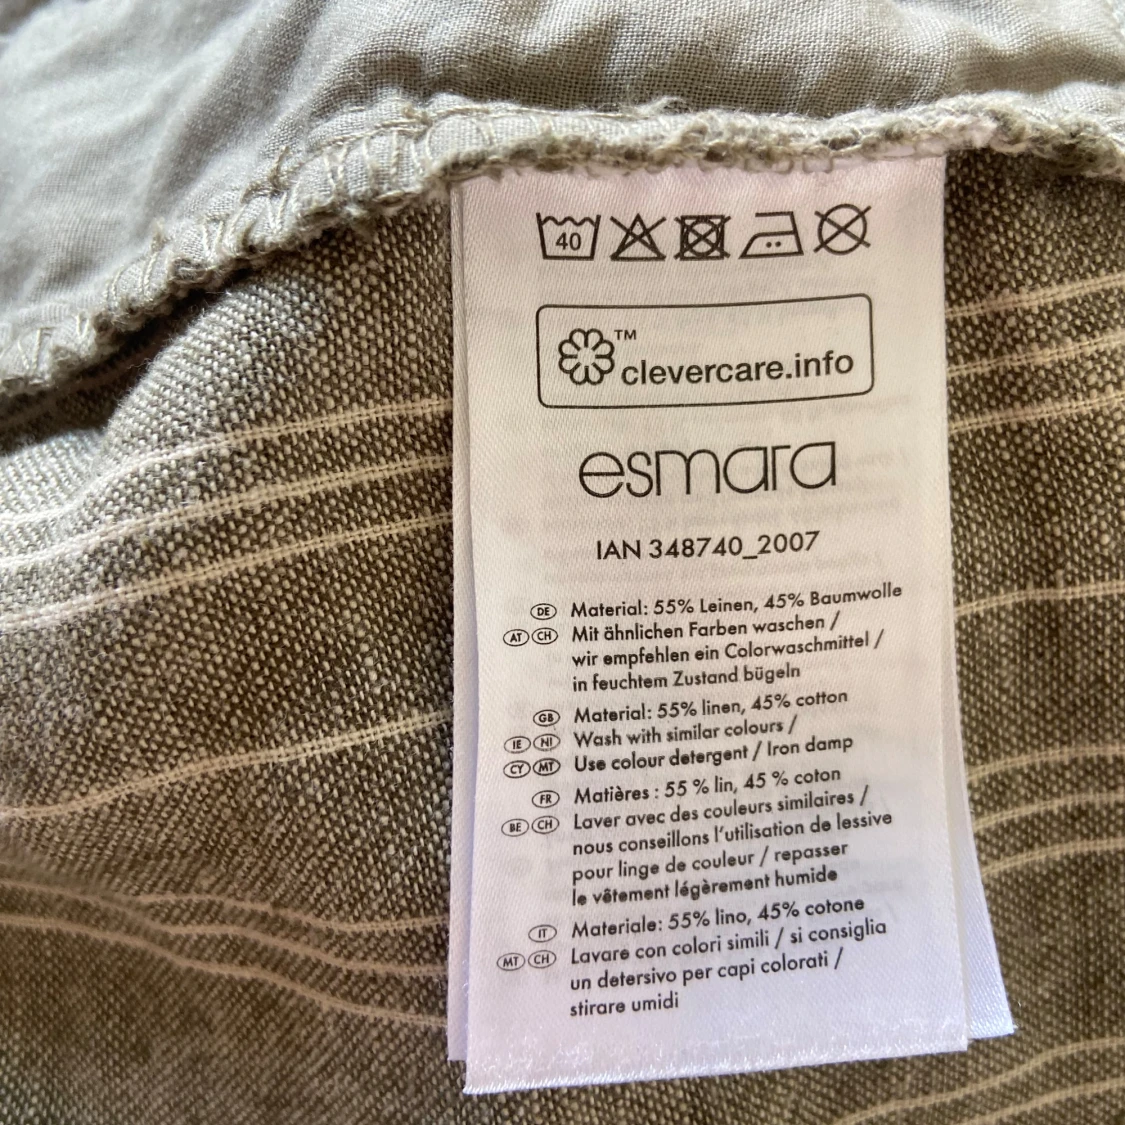 40
TM
clevercare.info
esmara
IAN 348740_2007
DE Material: 55% Leinen, 45% Baumwolle
AT CH Mit ähnlichen Farben waschen /
wir empfehlen ein Colorwaschmittel /
in feuchtem Zustand bügeln
GB Material: 55% linen, 45% cotton
IE NI Wash with similar colours /
CY MT Use colour detergent / Iron damp
FR Matières : 55 % lin, 45 % coton
BE CH Laver avec des couleurs similaires /
nous conseillons l'utilisation de lessive
pour linge de couleur / repasser
le vêtement légèrement humide
IT Materiale: 55% lino, 45% cotone
MT CH Lavare con colori simili / si consiglia
un detersivo per capi colorati /
stirare umidi